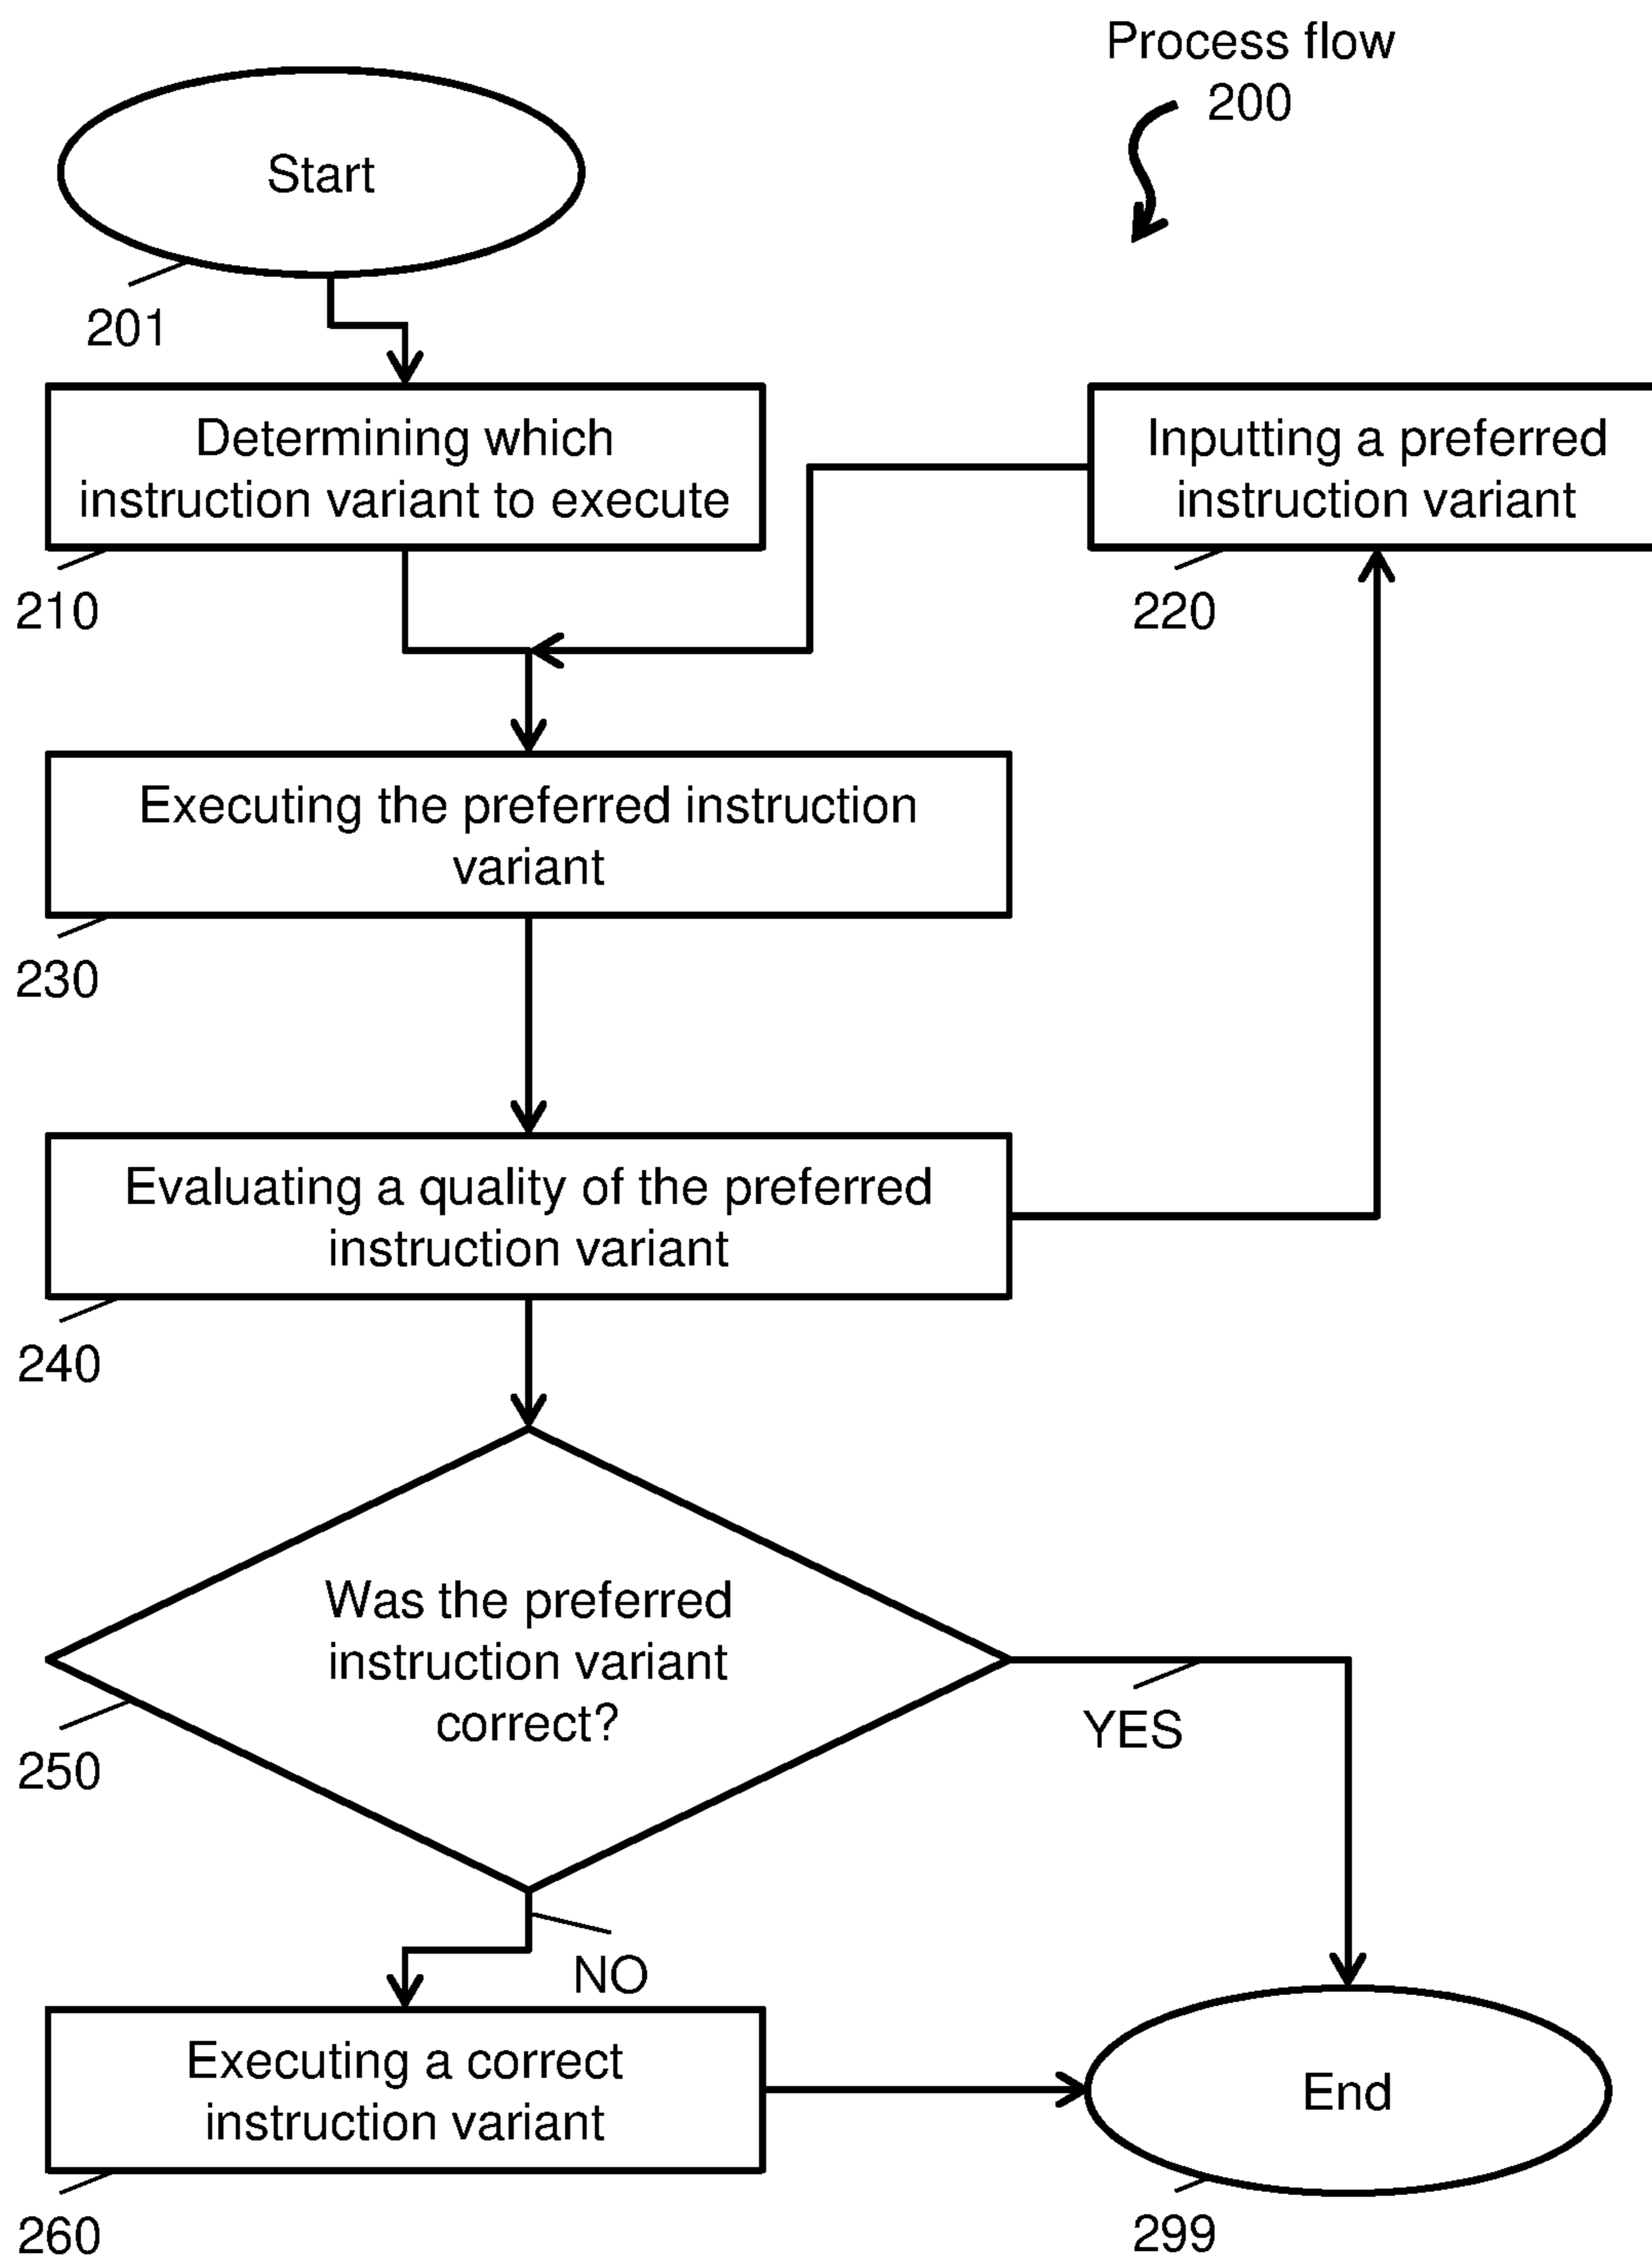 Process flow
200
Start
201
Determining which
instruction variant to execute
210
Inputting a preferred
instruction variant
220
Executing the preferred instruction
variant
230
Evaluating a quality of the preferred
instruction variant
240
Was the preferred
instruction variant
correct?
250
YES
NO
Executing a correct
instruction variant
260
End
299